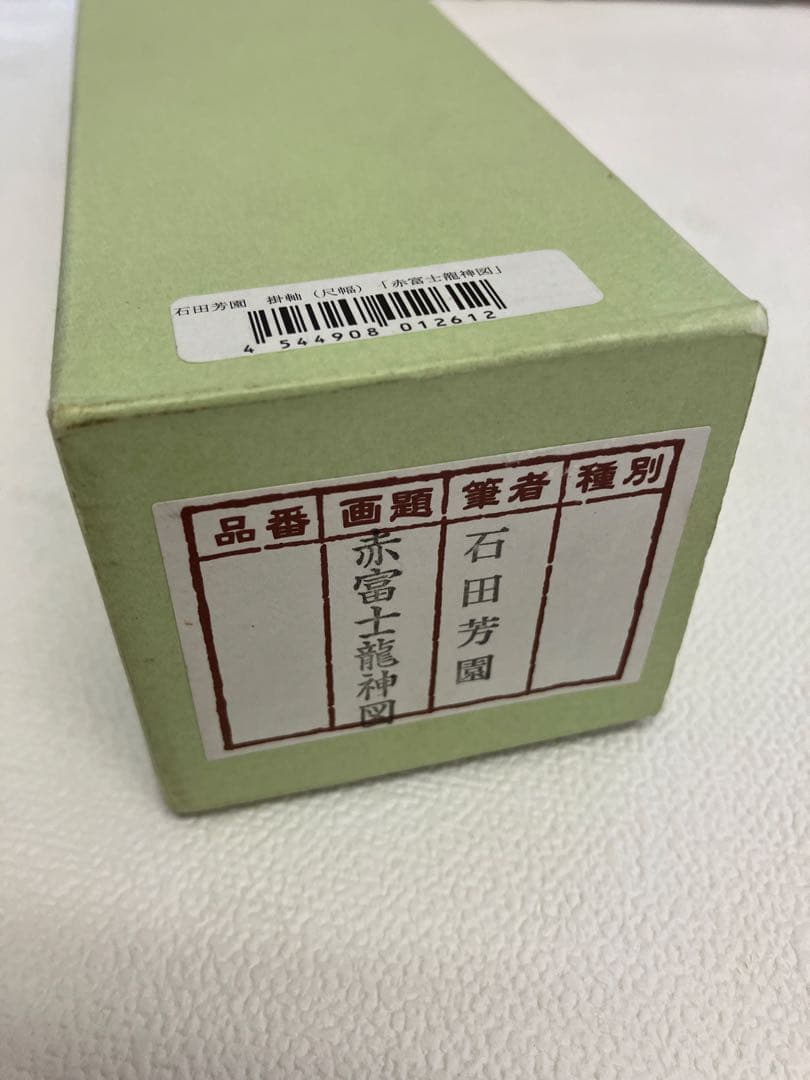 石田芳園　掛軸（尺幅）「赤富士龍神図」
4 544908 012612
種別
筆者
石田芳園
画題
赤富士龍神図
品番